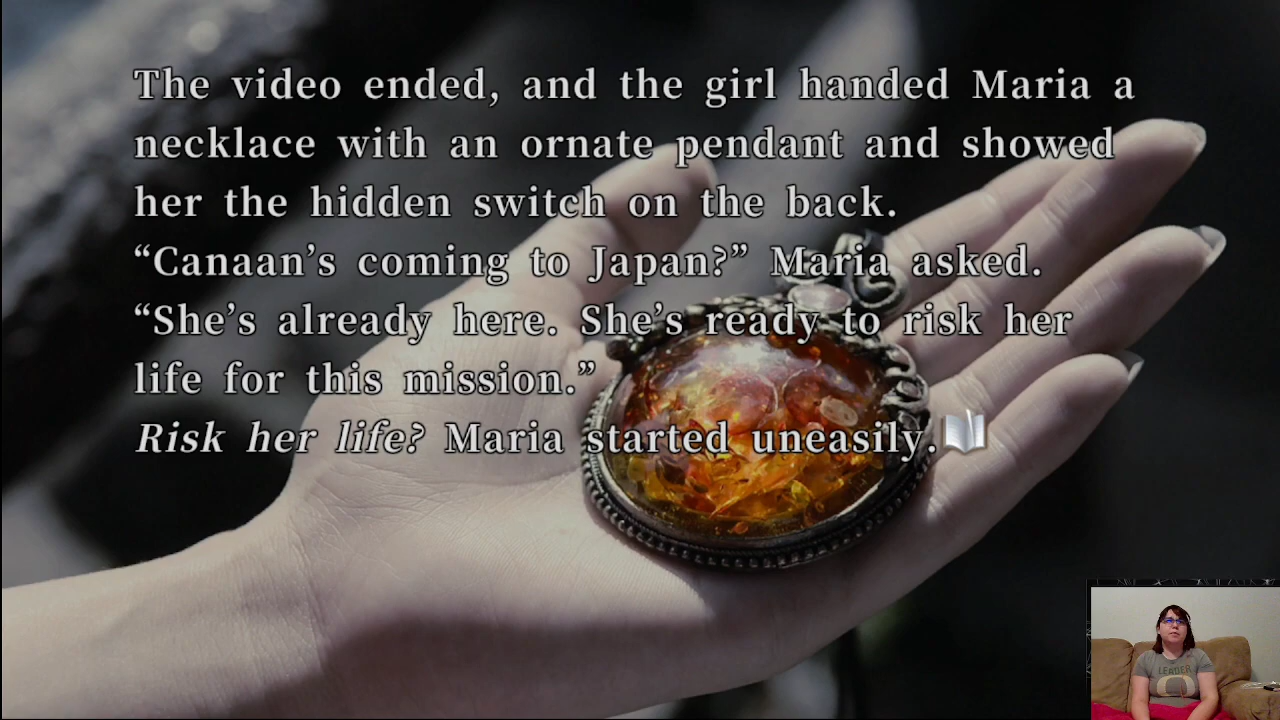 The video ended, and the girl handed Maria a
necklace with an ornate pendant and showed
her the hidden switch on the back.
“Canaan’s coming to Japan?” Maria asked.
“She’s already here. She’s ready to risk her
life for this mission.”
Risk her life? Maria started uneasily.
LEADER